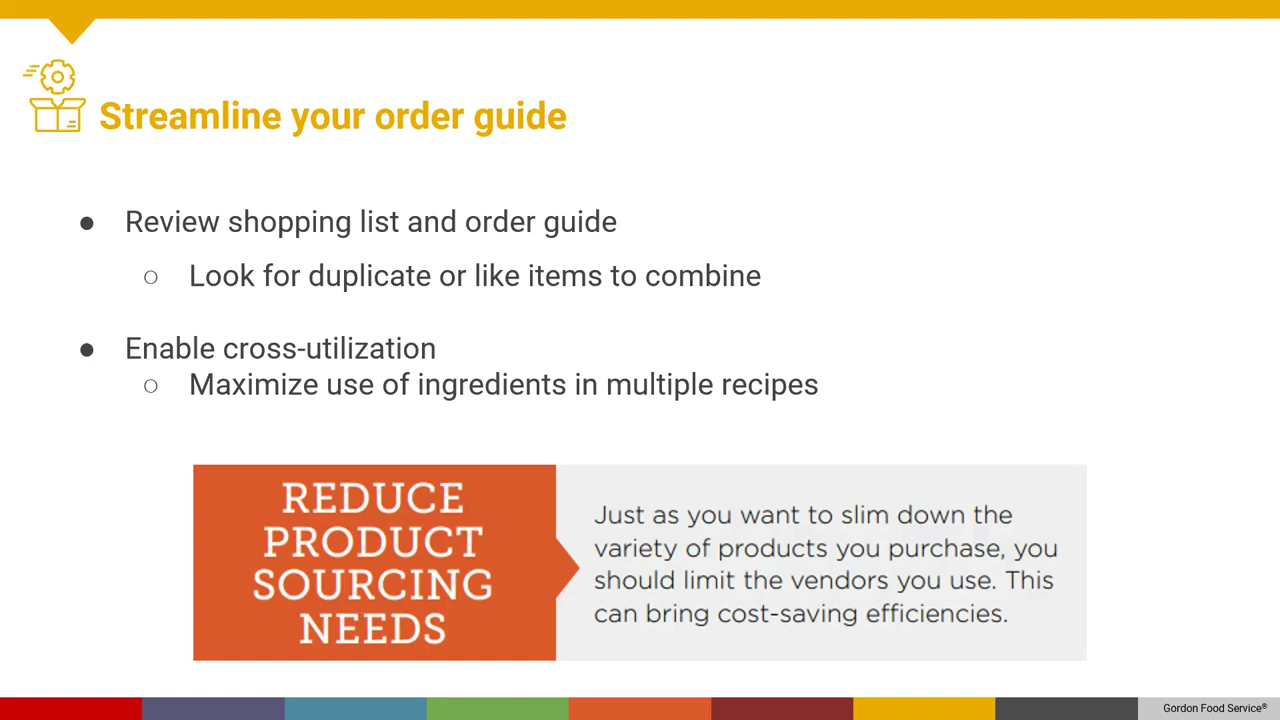 Streamline your order guide
● Review shopping list and order guide
○ Look for duplicate or like items to combine
● Enable cross-utilization
○ Maximize use of ingredients in multiple recipes
REDUCE
PRODUCT
SOURCING
NEEDS
Just as you want to slim down the
variety of products you purchase, you
should limit the vendors you use. This
can bring cost-saving efficiencies.
Gordon Food Service®